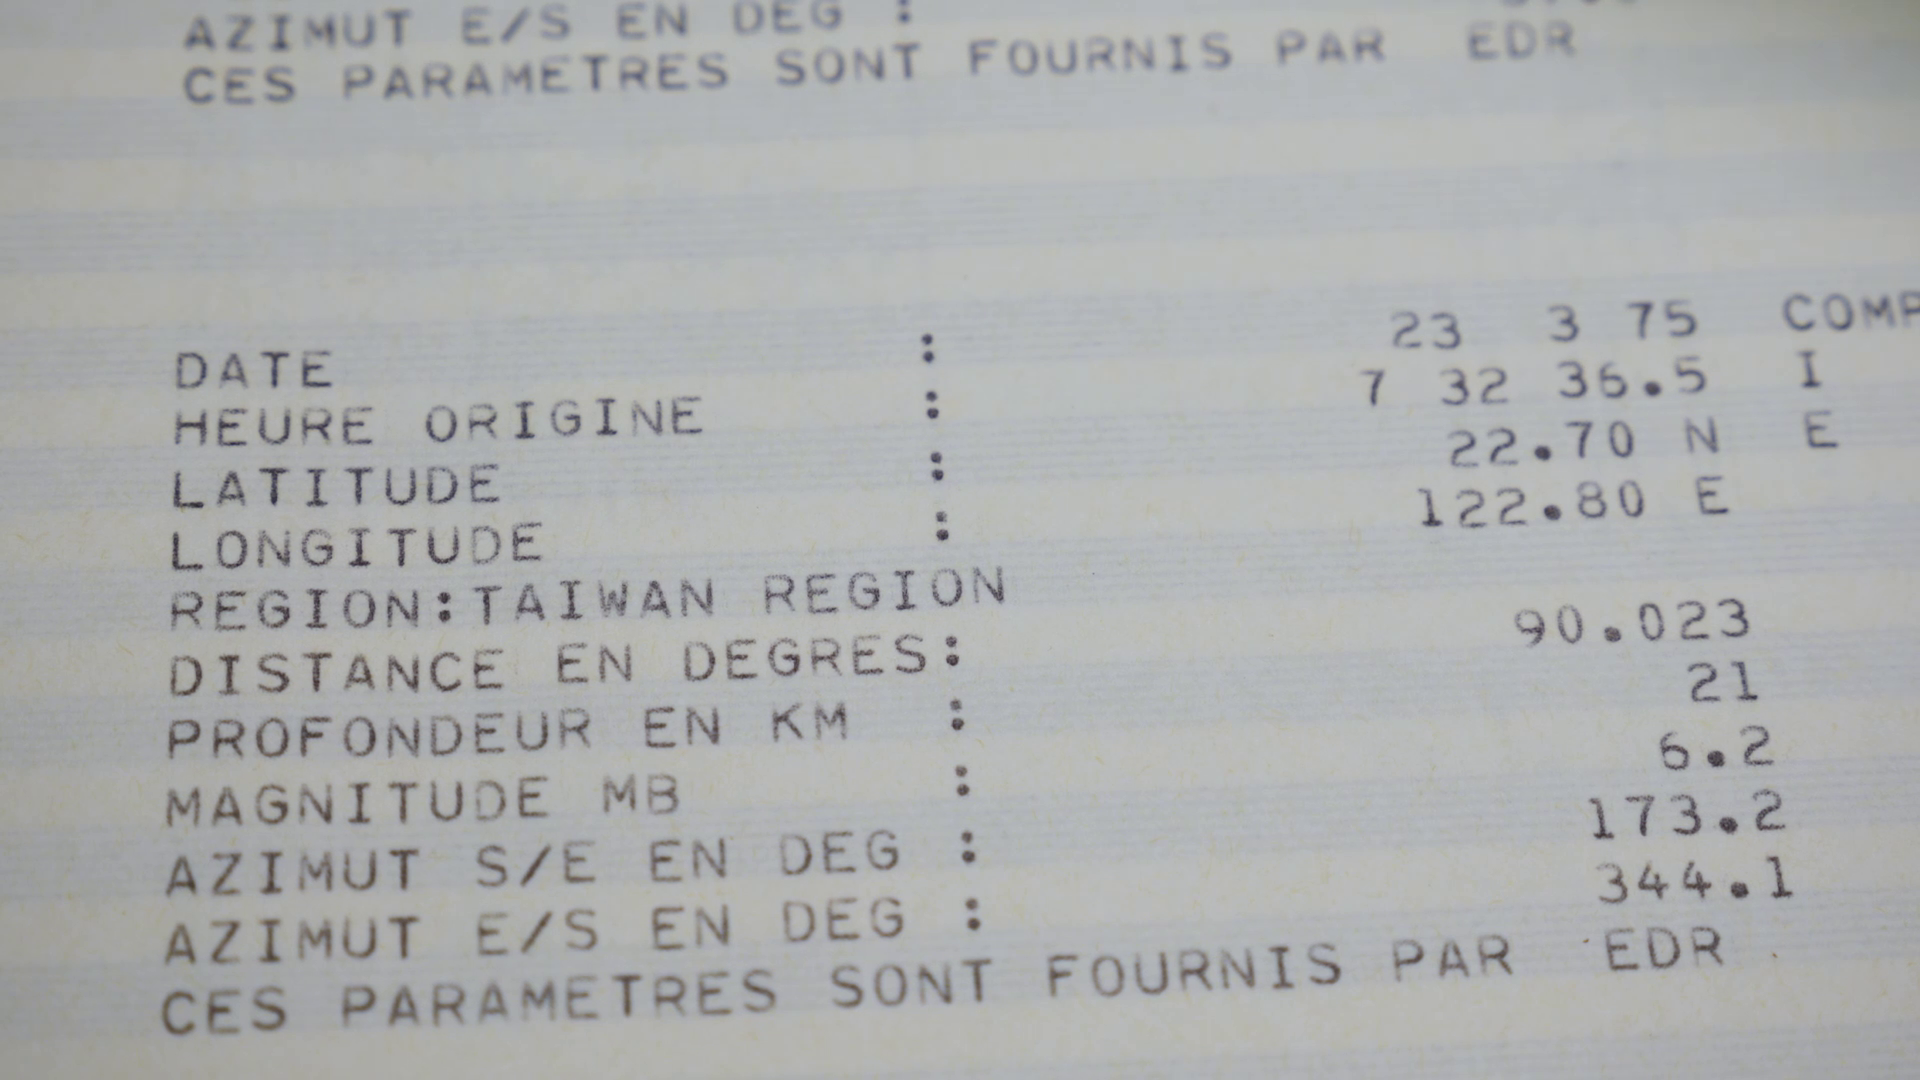 AZIMUT E/S EN DEG :
CES PARAMETRES SONT FOURNIS PAR EDR
DATE : 23 3 75 COMP
HEURE ORIGINE : 7 32 36.5 I
LATITUDE : 22.70 N E
LONGITUDE : 122.80 E
REGION:TAIWAN REGION
DISTANCE EN DEGRES: 90.023
PROFONDEUR EN KM : 21
MAGNITUDE MB : 6.2
AZIMUT S/E EN DEG : 173.2
AZIMUT E/S EN DEG : 344.1
CES PARAMETRES SONT FOURNIS PAR EDR